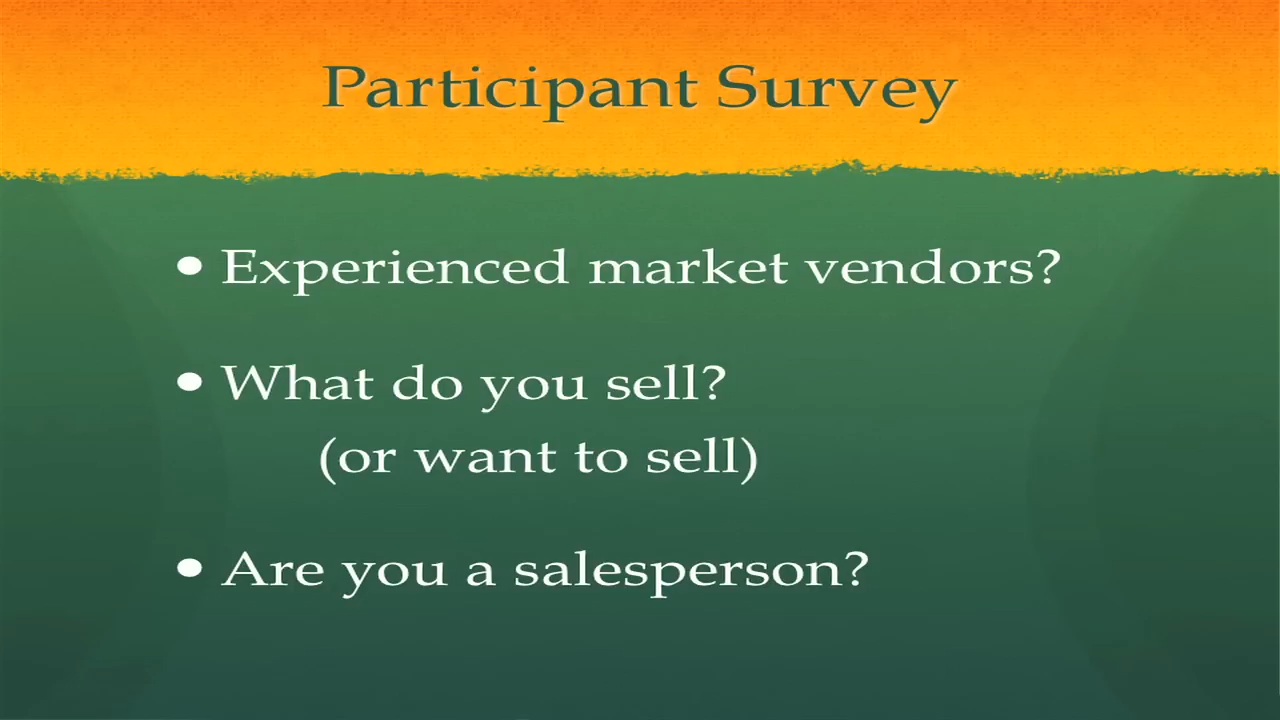 Participant Survey
• Experienced market vendors?
• What do you sell?
(or want to sell)
• Are you a salesperson?